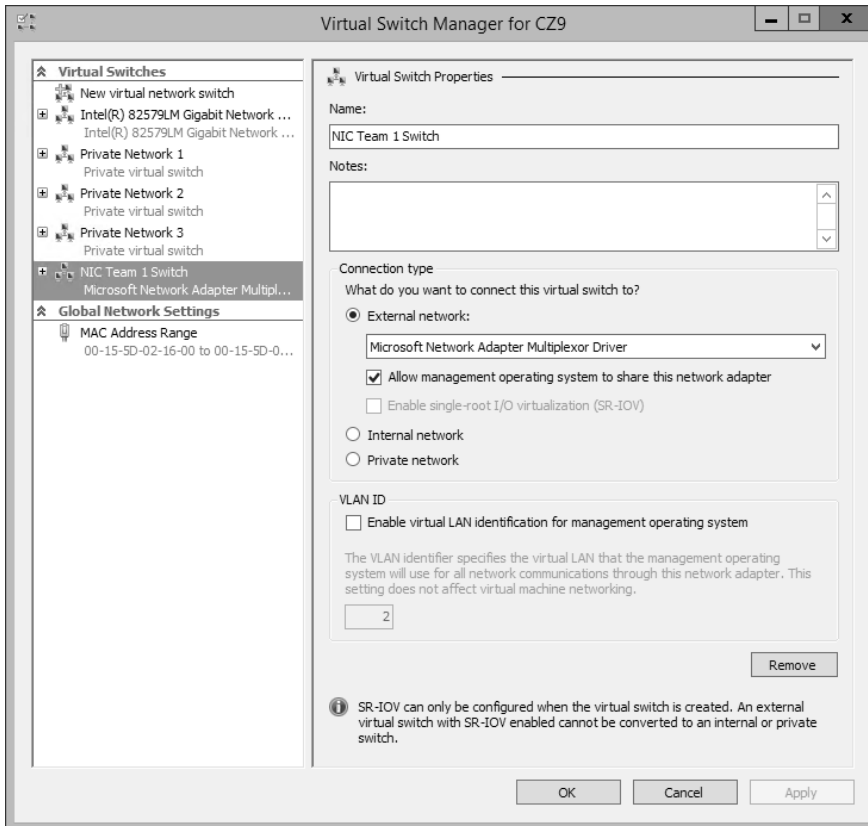 Virtual Switch Manager for CZ9
Virtual Switches
New virtual network switch
Intel(R) 82579LM Gigabit Network ...
Intel(R) 82579LM Gigabit Network ...
Private Network 1
Private virtual switch
Private Network 2
Private virtual switch
Private Network 3
Private virtual switch
NIC Team 1 Switch
Microsoft Network Adapter Multipl...
Global Network Settings
MAC Address Range
00-15-5D-02-16-00 to 00-15-5D-0...
Virtual Switch Properties
Name:
NIC Team 1 Switch
Notes:
Connection type
What do you want to connect this virtual switch to?
External network:
Microsoft Network Adapter Multiplexor Driver
Allow management operating system to share this network adapter
Enable single-root I/O virtualization (SR-IOV)
Internal network
Private network
VLAN ID
Enable virtual LAN identification for management operating system
The VLAN identifier specifies the virtual LAN that the management operating
system will use for all network communications through this network adapter. This
setting does not affect virtual machine networking.
2
Remove
SR-IOV can only be configured when the virtual switch is created. An external
virtual switch with SR-IOV enabled cannot be converted to an internal or private
switch.
OK
Cancel
Apply